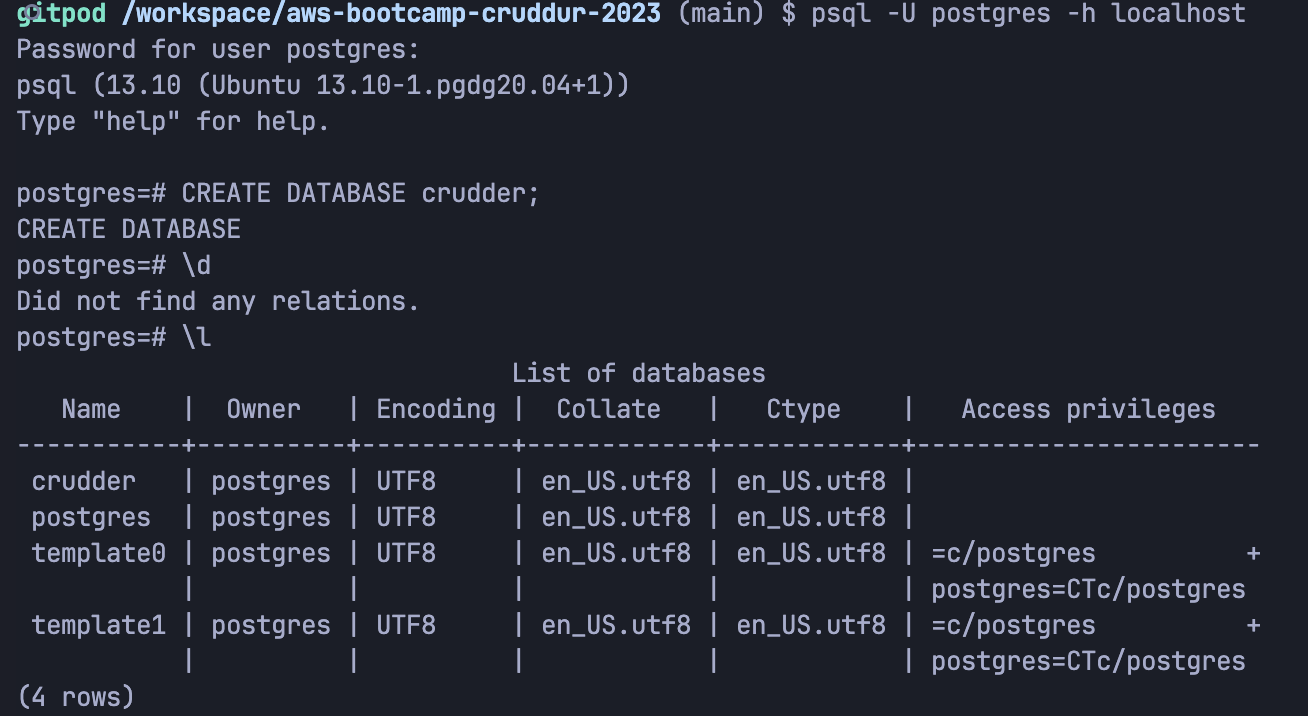 gitpod /workspace/aws-bootcamp-cruddur-2023 (main) $ psql -U postgres -h localhost
Password for user postgres:
psql (13.10 (Ubuntu 13.10-1.pgdg20.04+1))
Type "help" for help.

postgres=# CREATE DATABASE crudder;
CREATE DATABASE
postgres=# \d
Did not find any relations.
postgres=# \l
                                 List of databases
   Name    |  Owner   | Encoding |  Collate   |   Ctype    |   Access privileges
-----------+----------+----------+------------+------------+-----------------------
 crudder   | postgres | UTF8     | en_US.utf8 | en_US.utf8 |
 postgres  | postgres | UTF8     | en_US.utf8 | en_US.utf8 |
 template0 | postgres | UTF8     | en_US.utf8 | en_US.utf8 | =c/postgres          +
           |          |          |            |            | postgres=CTc/postgres
 template1 | postgres | UTF8     | en_US.utf8 | en_US.utf8 | =c/postgres          +
           |          |          |            |            | postgres=CTc/postgres
(4 rows)